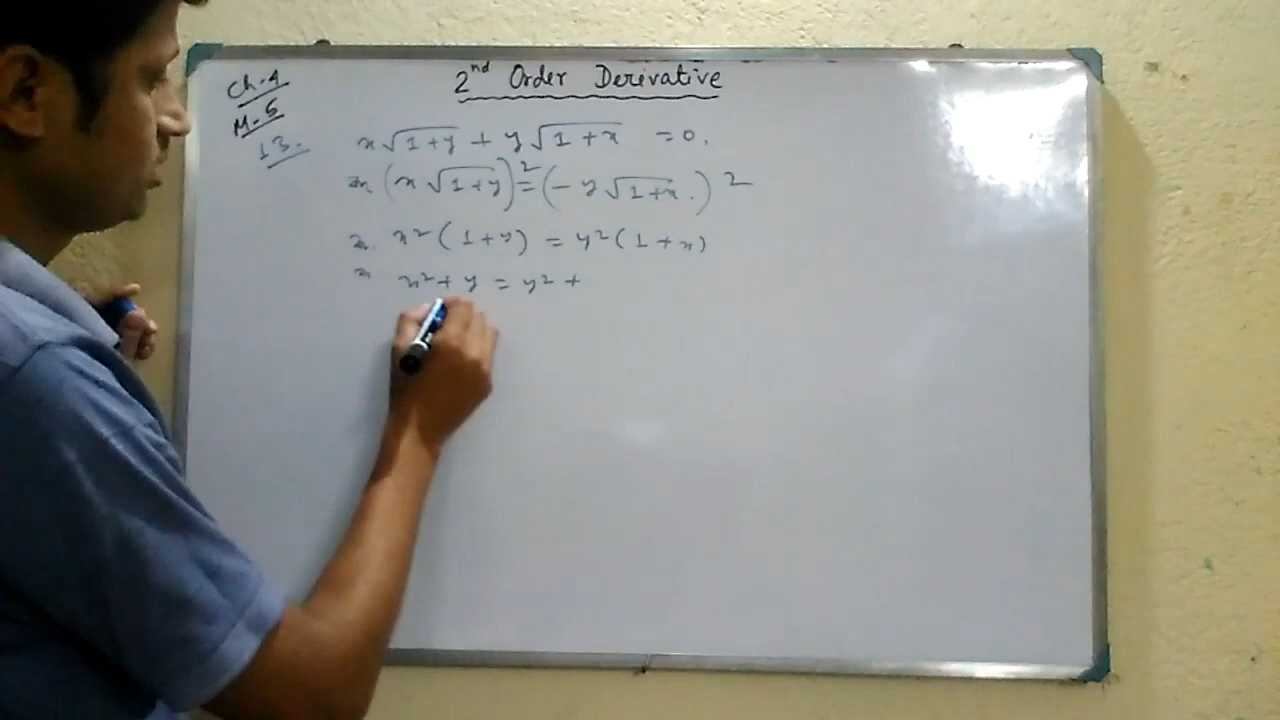 Ch-4
2nd Order Derivative
M-5
13.
x√1+y + y√1+x = 0.
⇒ (x√1+y)² = (-y√1+x.)²
⇒ x²(1+y) = y²(1+x)
⇒ x² + y = y² +